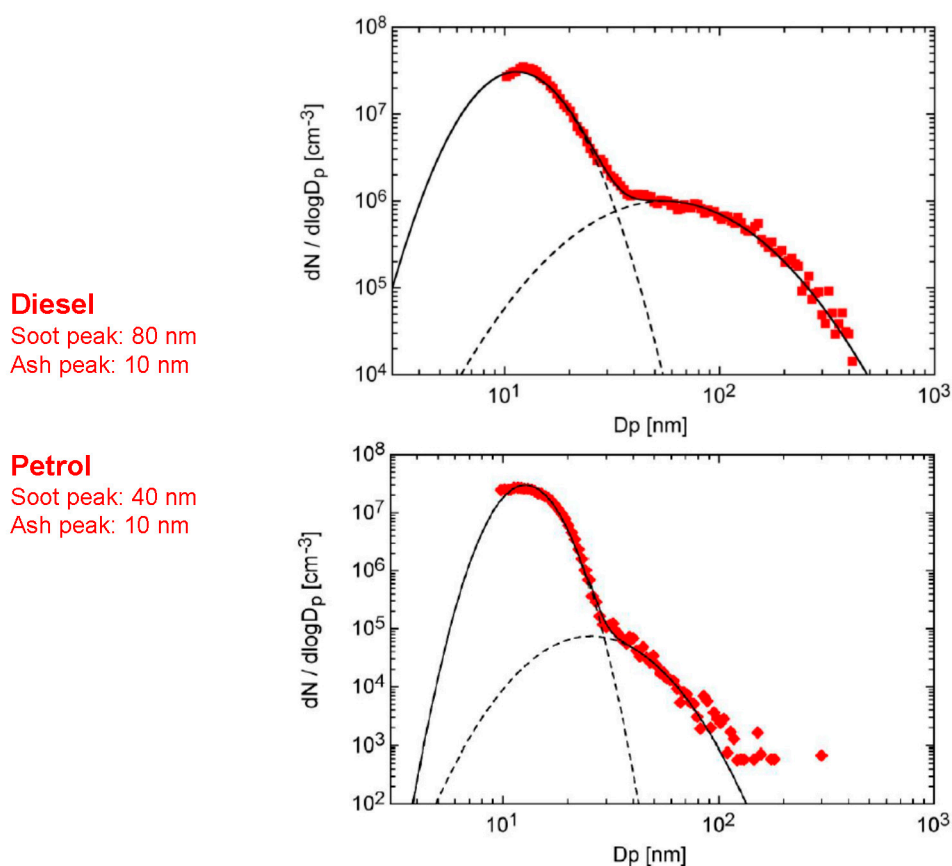 Diesel
Soot peak: 80 nm
Ash peak: 10 nm
10⁸
10⁷
10⁶
10⁵
10⁴
dN / dlogDₚ [cm⁻³]
10¹
10²
10³
Dp [nm]
Petrol
Soot peak: 40 nm
Ash peak: 10 nm
10⁸
10⁷
10⁶
10⁵
10⁴
10³
10²
dN / dlogDₚ [cm⁻³]
10¹
10²
10³
Dp [nm]